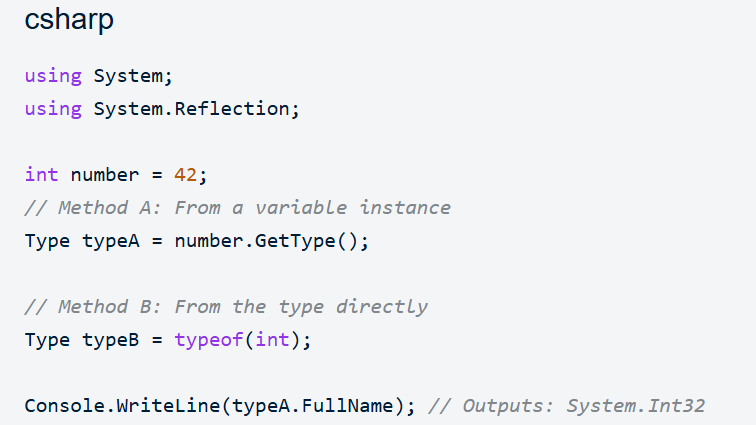 csharp
using System;
using System.Reflection;
int number = 42;
// Method A: From a variable instance
Type typeA = number.GetType();
// Method B: From the type directly
Type typeB = typeof(int);
Console.WriteLine(typeA.FullName); // Outputs: System.Int32